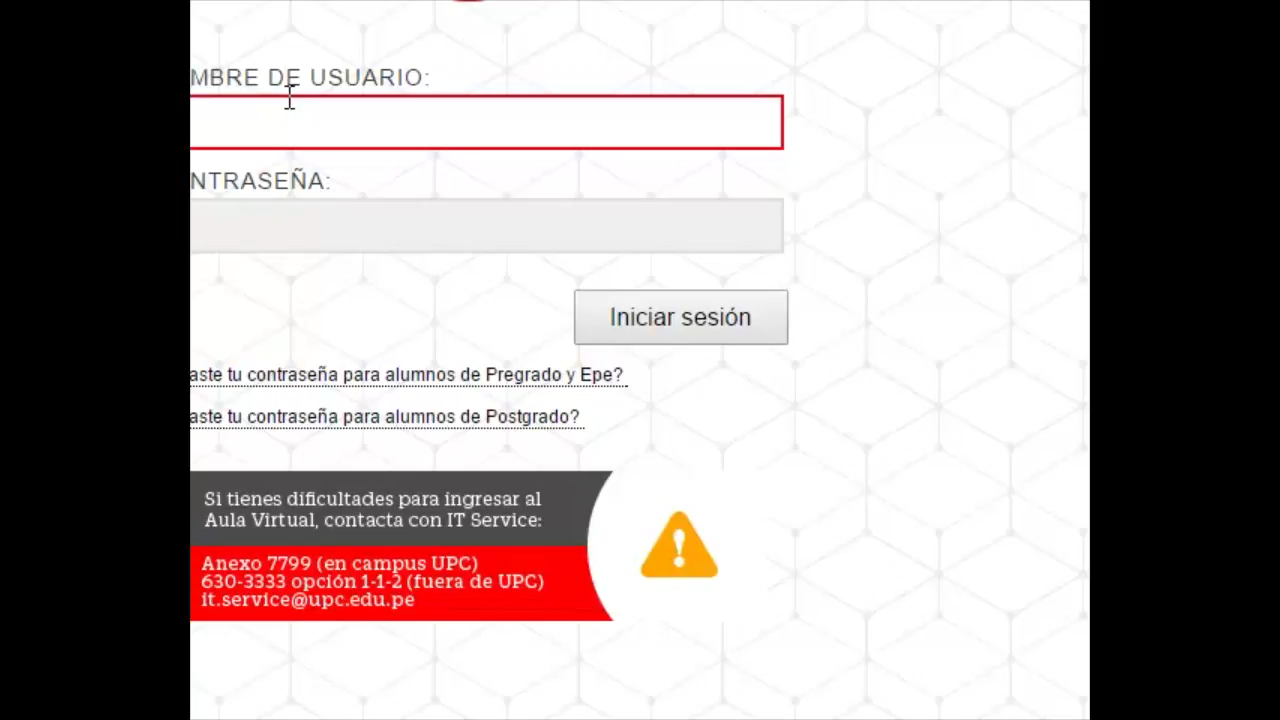 MBRE DE USUARIO:
NTRASEÑA:
Iniciar sesión
aste tu contraseña para alumnos de Pregrado y Epe?
aste tu contraseña para alumnos de Postgrado?
Si tienes dificultades para ingresar al
Aula Virtual, contacta con IT Service:
Anexo 7799 (en campus UPC)
630-3333 opción 1-1-2 (fuera de UPC)
it.service@upc.edu.pe